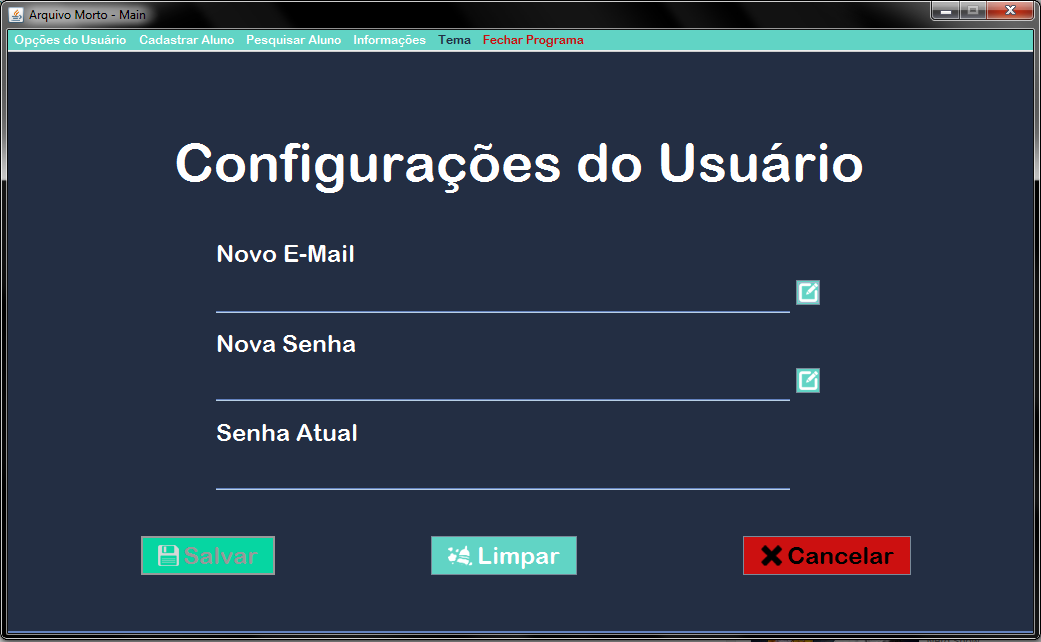 Arquivo Morto - Main
Opções do Usuário Cadastrar Aluno Pesquisar Aluno Informações Tema Fechar Programa
Configurações do Usuário
Novo E-Mail
Nova Senha
Senha Atual
Salvar Limpar Cancelar